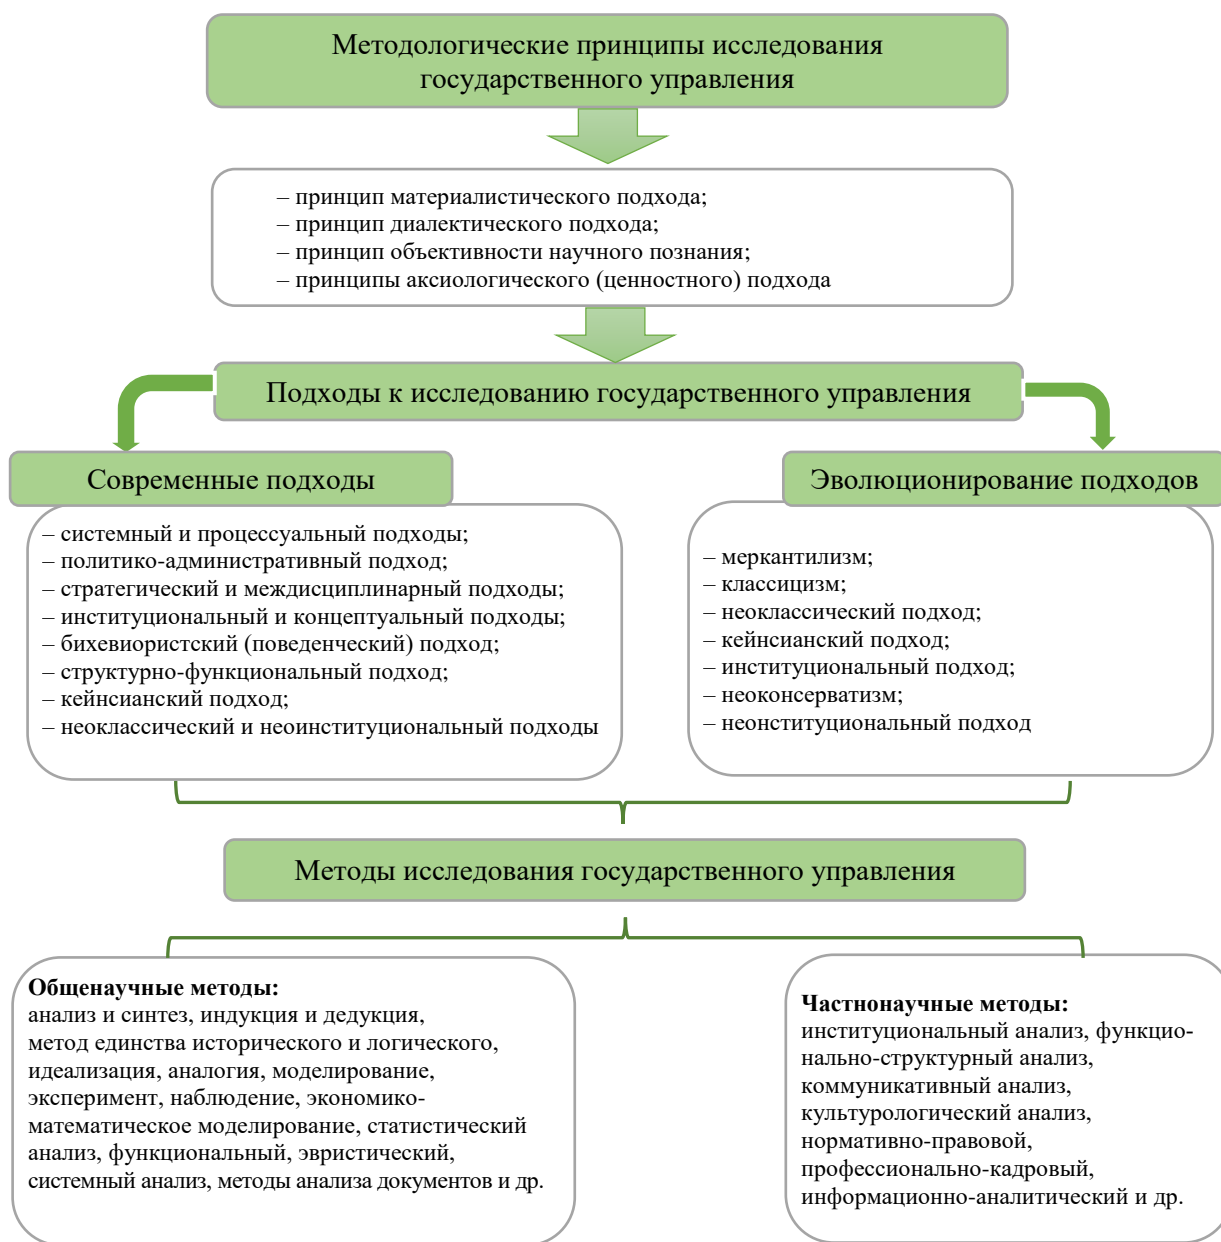 Методологические принципы исследования
государственного управления
– принцип материалистического подхода;
– принцип диалектического подхода;
– принцип объективности научного познания;
– принципы аксиологического (ценностного) подхода
Подходы к исследованию государственного управления
Современные подходы
– системный и процессуальный подходы;
– политико-административный подход;
– стратегический и междисциплинарный подходы;
– институциональный и концептуальный подходы;
– бихевиористский (поведенческий) подход;
– структурно-функциональный подход;
– кейнсианский подход;
– неоклассический и неоинституциональный подходы
Эволюционирование подходов
– меркантилизм;
– классицизм;
– неоклассический подход;
– кейнсианский подход;
– институциональный подход;
– неоконсерватизм;
– неонституциональный подход
Методы исследования государственного управления
Общенаучные методы:
анализ и синтез, индукция и дедукция,
метод единства исторического и логического,
идеализация, аналогия, моделирование,
эксперимент, наблюдение, экономико-
математическое моделирование, статистический
анализ, функциональный, эвристический,
системный анализ, методы анализа документов и др.
Частнонаучные методы:
институциональный анализ, функцио-
нально-структурный анализ,
коммуникативный анализ,
культурологический анализ,
нормативно-правовой,
профессионально-кадровый,
информационно-аналитический и др.